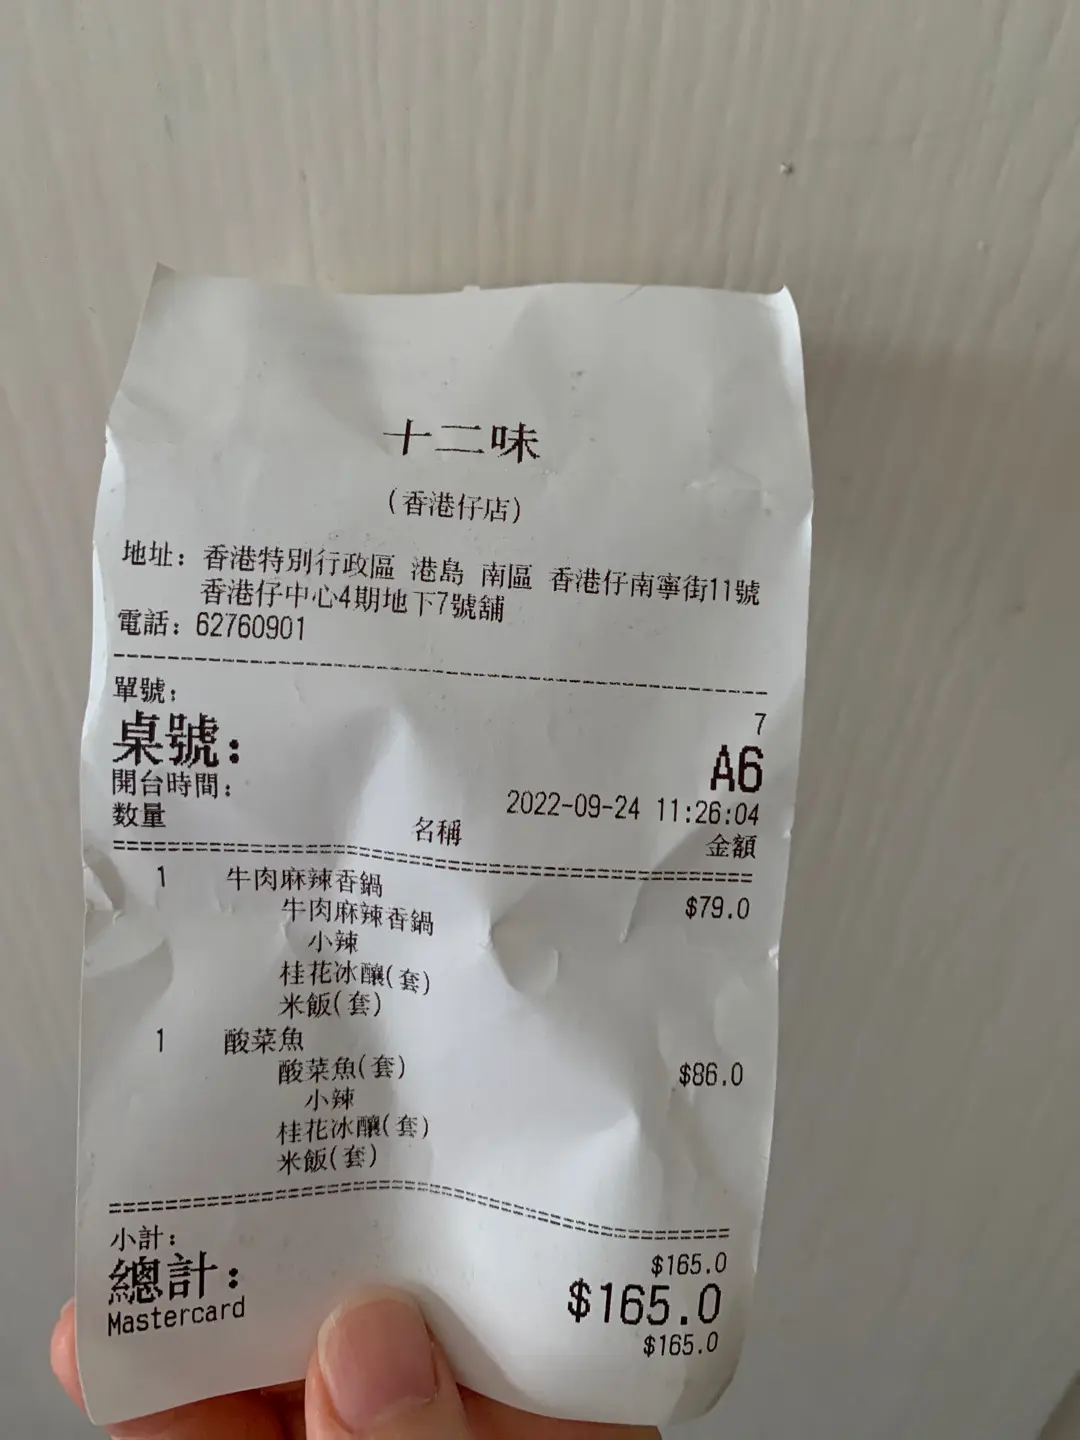 十二味
(香港仔店)
地址: 香港特別行政區 港島 南區 香港仔南寧街11號
香港仔中心4期地下7號舖
電話: 62760901
單號: 7
桌號: A6
開台時間: 2022-09-24 11:26:04
数量 名稱 金額
1 牛肉麻辣香鍋 $79.0
牛肉麻辣香鍋
小辣
桂花冰釀(套)
米飯(套)
1 酸菜魚 $86.0
酸菜魚(套)
小辣
桂花冰釀(套)
米飯(套)
小計: $165.0
總計: $165.0
Mastercard $165.0